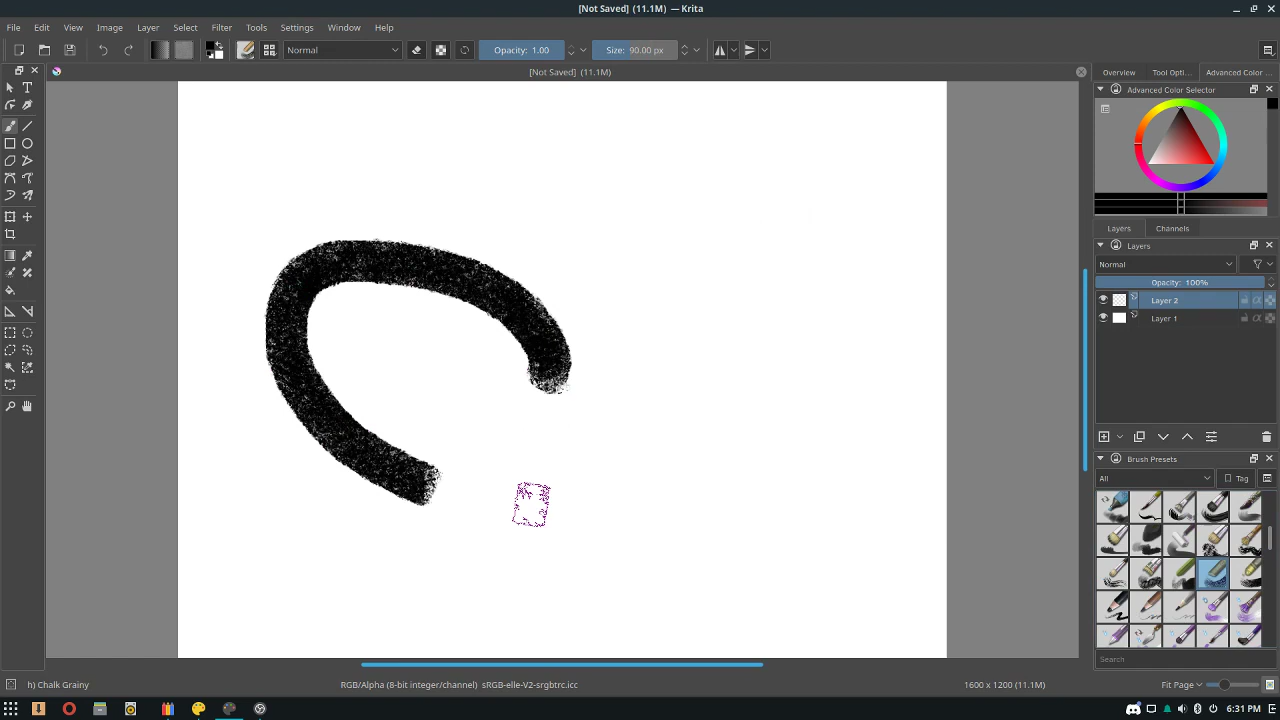 [Not Saved] (11.1M) — Krita
File Edit View Image Layer Select Filter Tools Settings Window Help
Normal Opacity: 1.00 Size: 90.00 px
[Not Saved] (11.1M)
Overview Tool Opti... Advanced Color ...
Advanced Color Selector
Layers Channels
Layers
Normal
Opacity: 100%
Layer 2
Layer 1
Brush Presets
All Tag
Search
h) Chalk Grainy RGB/Alpha (8-bit integer/channel) sRGB-elle-V2-srgbtrc.icc 1600 x 1200 (11.1M) Fit Page
6:31 PM